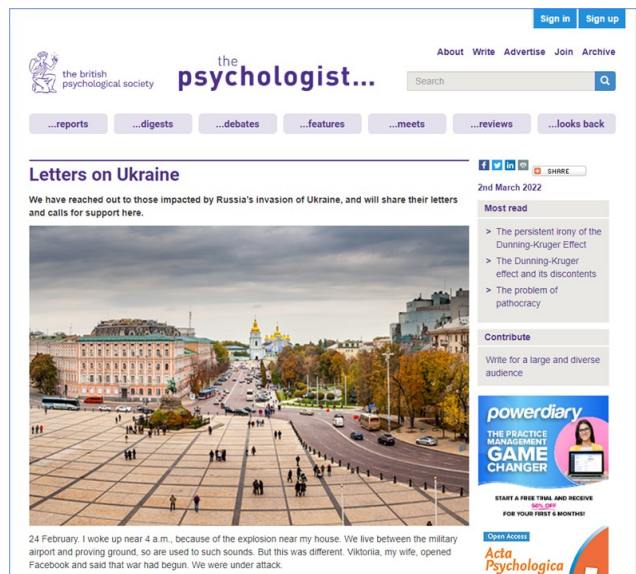 Sign in Sign up
About Write Advertise Join Archive
the british
psychological society
the
psychologist...
Search
...reports ...digests ...debates ...features ...meets ...reviews ...looks back
Letters on Ukraine
We have reached out to those impacted by Russia's invasion of Ukraine, and will share their letters
and calls for support here.
SHARE
2nd March 2022
Most read
> The persistent irony of the
Dunning-Kruger Effect
> The Dunning-Kruger
effect and its discontents
> The problem of
pathocracy
Contribute
Write for a large and diverse
audience
powerdiary
THE PRACTICE
MANAGEMENT
GAME
CHANGER
START A FREE TRIAL AND RECEIVE
50% OFF
FOR YOUR FIRST 6 MONTHS!
Open Access
Acta
Psychologica
24 February. I woke up near 4 a.m., because of the explosion near my house. We live between the military
airport and proving ground, so are used to such sounds. But this was different. Viktoriia, my wife, opened
Facebook and said that war had begun. We were under attack.